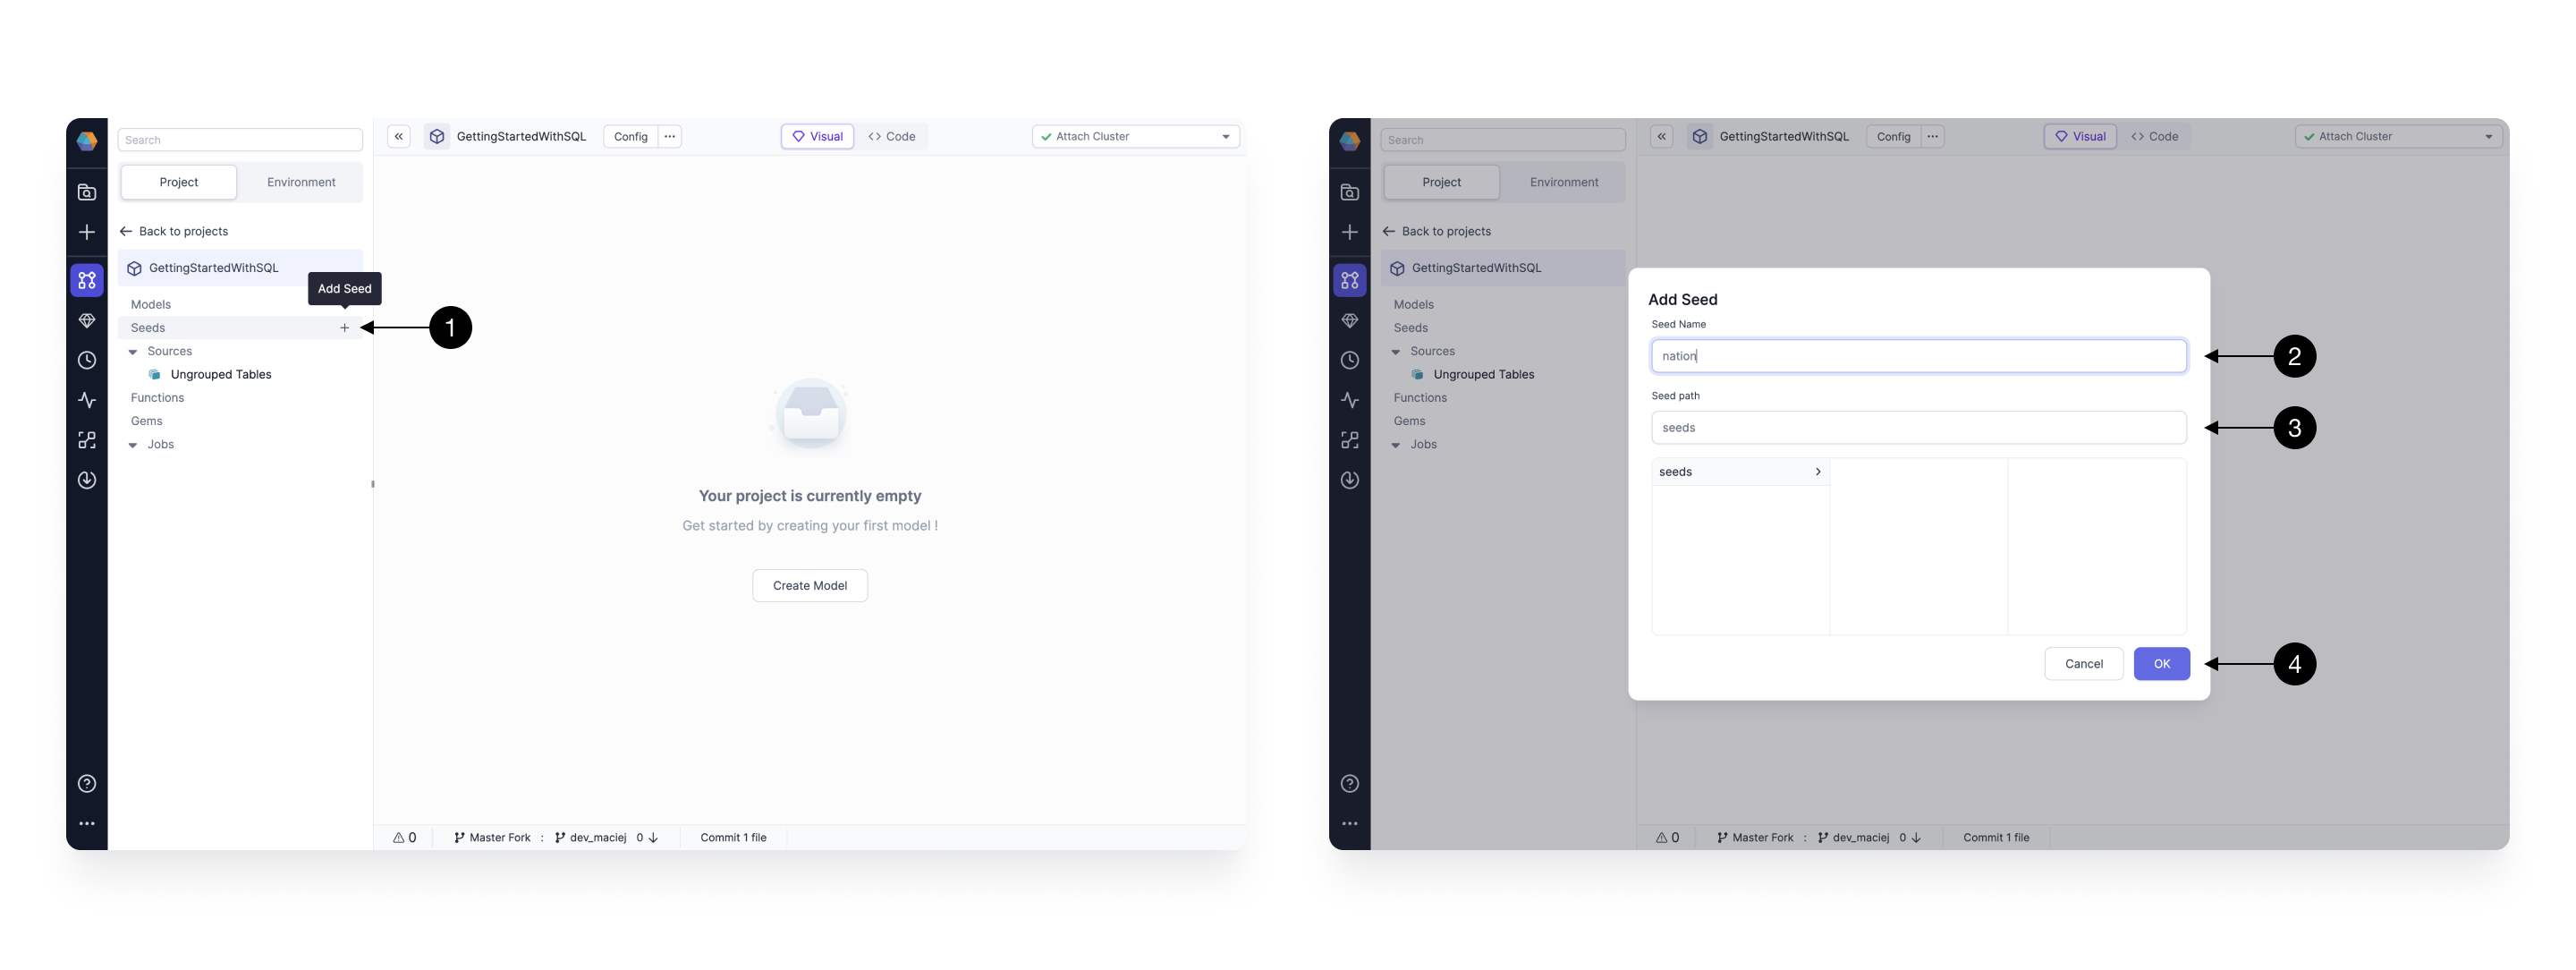 Search
GettingStartedWithSQL
Config
Visual
Code
Attach Cluster
Project
Environment
Back to projects
GettingStartedWithSQL
Add Seed
Models
Seeds
1
Sources
Ungrouped Tables
Functions
Gems
Jobs
Your project is currently empty
Get started by creating your first model !
Create Model
0
Master Fork : dev_maciej 0
Commit 1 file
Search
GettingStartedWithSQL
Config
Visual
Code
Attach Cluster
Project
Environment
Back to projects
GettingStartedWithSQL
Models
Seeds
Sources
Ungrouped Tables
Functions
Gems
Jobs
Add Seed
Seed Name
nation
2
Seed path
seeds
3
seeds
Cancel
OK
4
0
Master Fork : dev_maciej 0
Commit 1 file